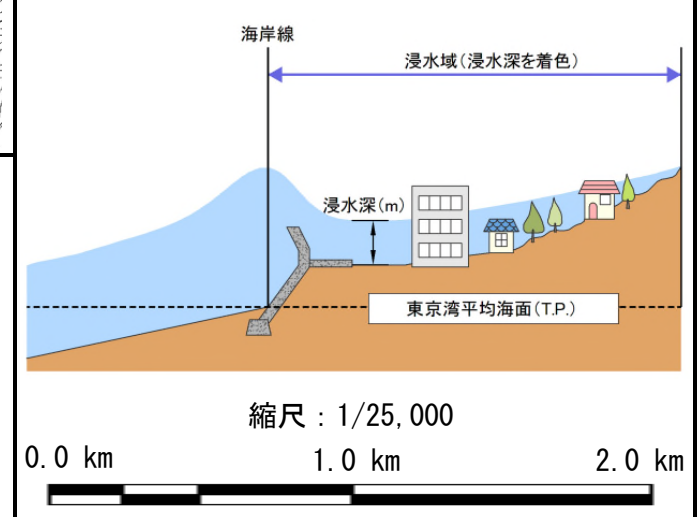 海岸線
浸水域(浸水深を着色)
浸水深(m)
東京湾平均海面(T.P.)
縮尺：1/25,000
0.0 km 1.0 km 2.0 km